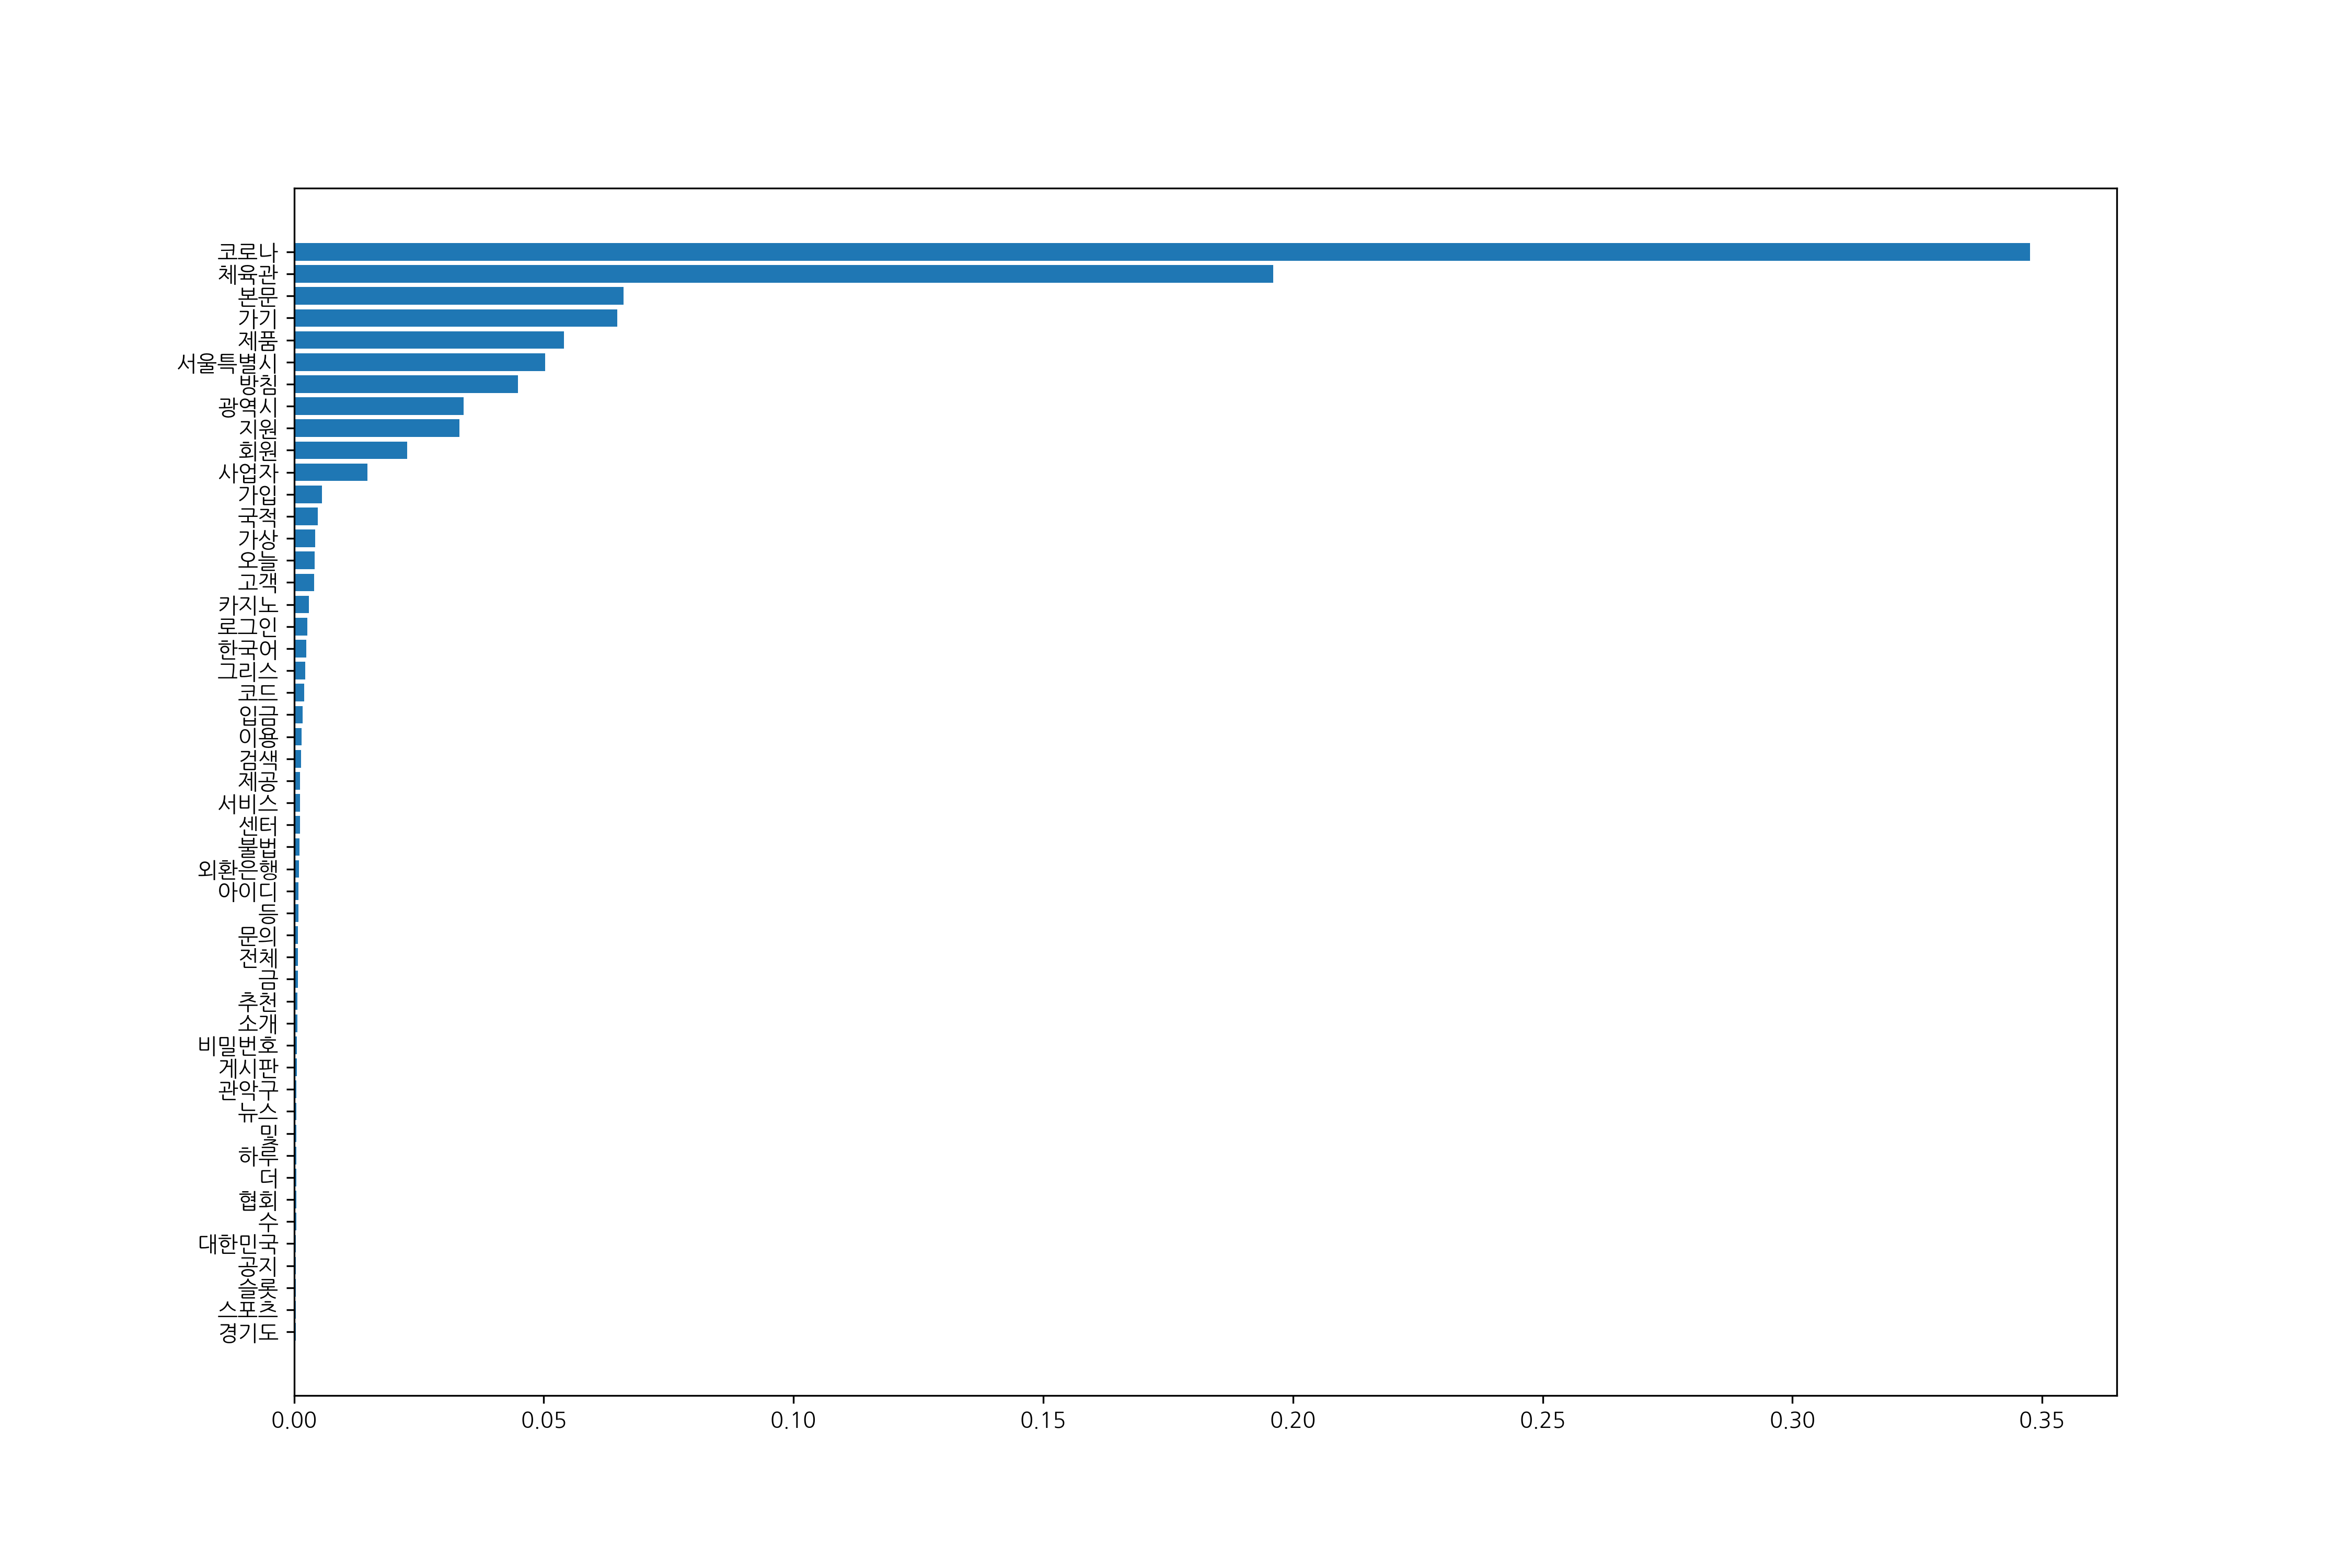 코로나
체육관
본문
가기
제품
서울특별시
방침
광역시
지원
회원
사업자
가입
국적
가상
오늘
고객
카지노
로그인
한국어
그리스
코드
입금
이용
검색
제공
서비스
센터
불법
외환은행
아이디
등
문의
전체
금
추천
소개
비밀번호
게시판
관악구
뉴스
및
하루
더
협회
수
대한민국
공지
슬롯
스포츠
경기도
0.00 0.05 0.10 0.15 0.20 0.25 0.30 0.35